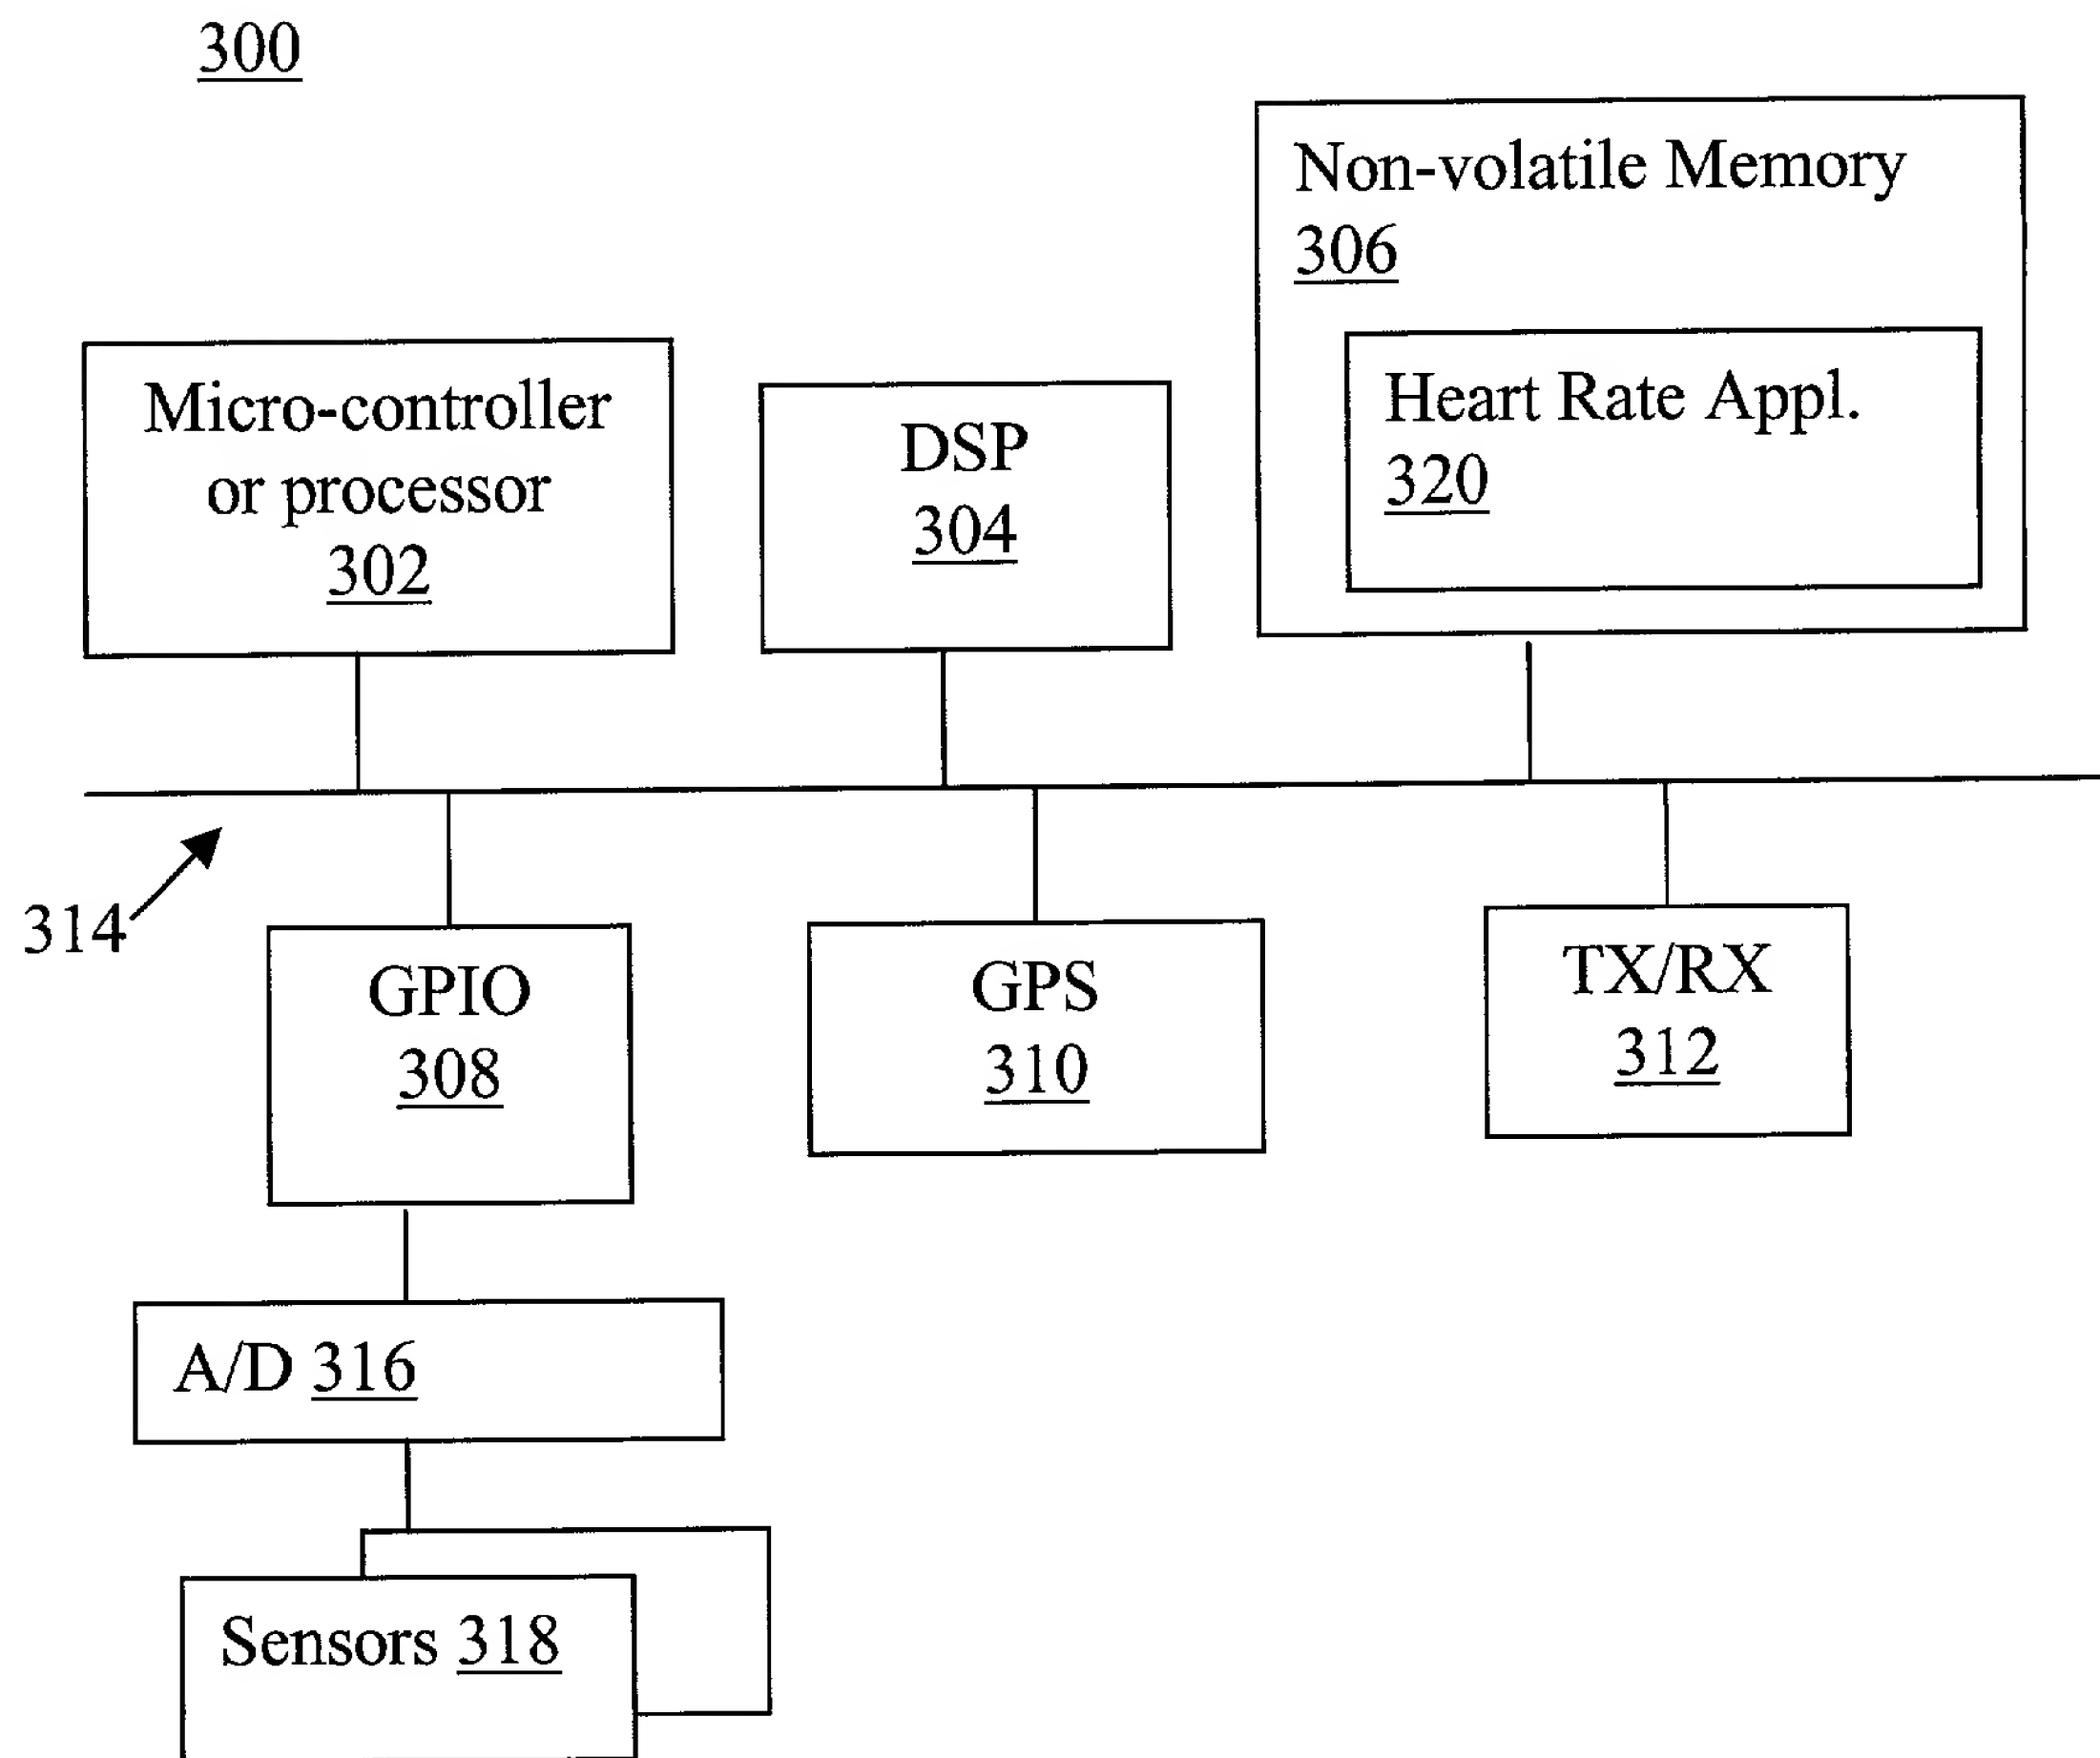 300
Non-volatile Memory
306
Heart Rate Appl.
320
Micro-controller
or processor
302
DSP
304
314
GPIO
308
GPS
310
TX/RX
312
A/D 316
Sensors 318